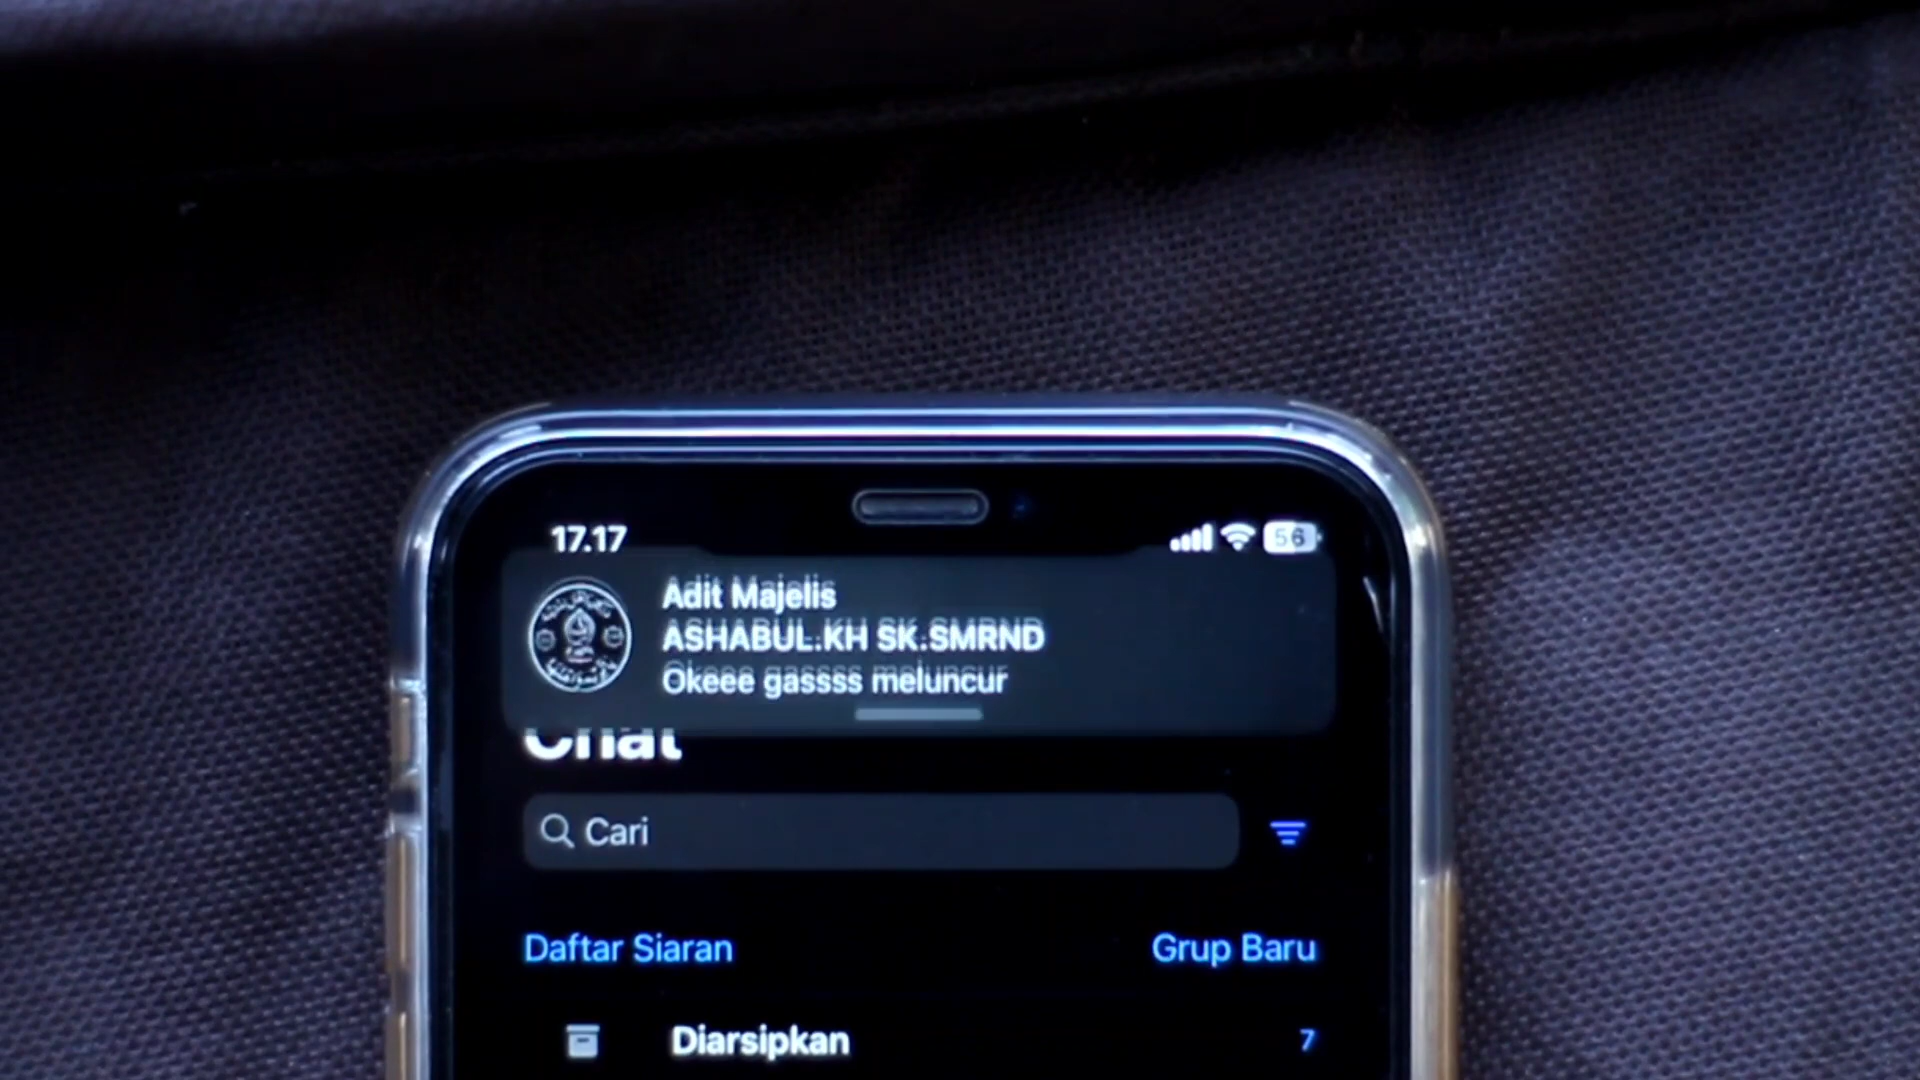 17.17
56
Adit Majelis
ASHABUL.KH SK.SMRND
Okeee gassss meluncur
Chat
Cari
Daftar Siaran
Grup Baru
Diarsipkan
7